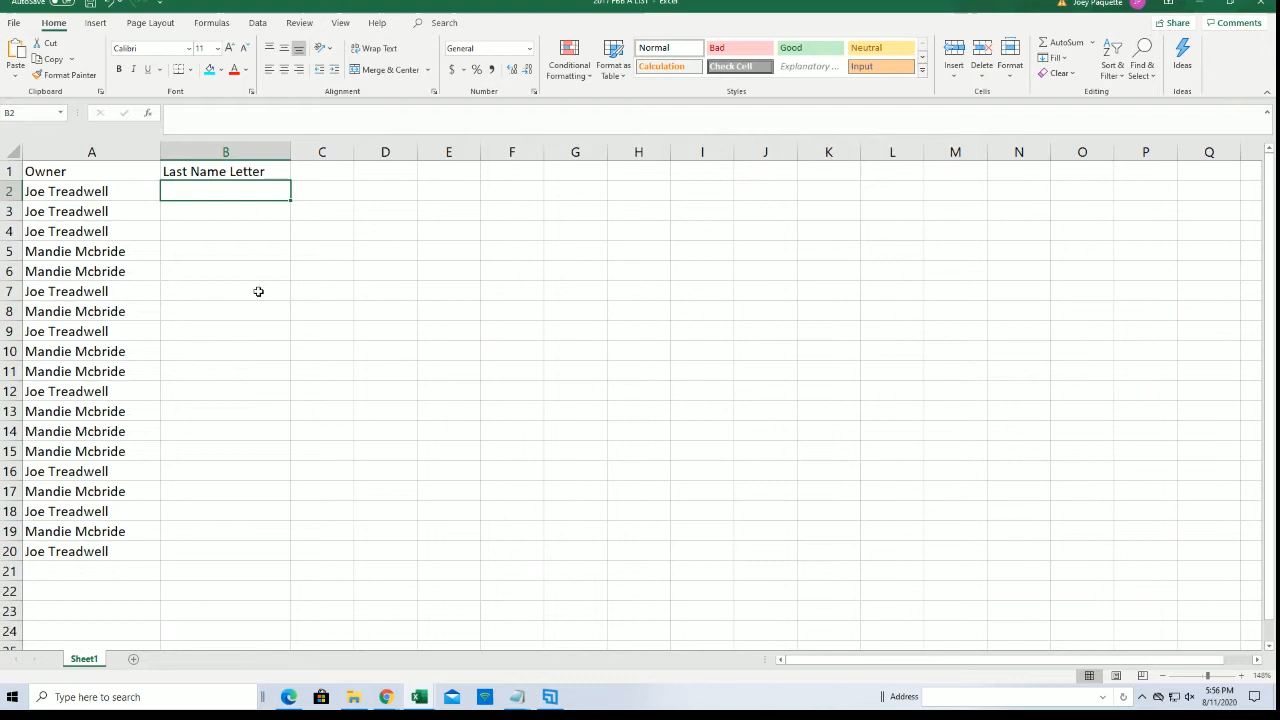 AutoSave
2017 PBB A LIST - Excel
Joey Paquette
JP
File Home Insert Page Layout Formulas Data Review View Help Search
Share Comments
Paste
Cut
Copy
Format Painter
Clipboard
Calibri 11 A A
B I U A
Font
Wrap Text
Merge & Center
Alignment
General
$ % ,
Number
Conditional Formatting
Format as Table
Normal Bad Good Neutral
Calculation Check Cell Explanatory ... Input
Styles
Insert Delete Format
Cells
AutoSum
Fill
Clear
Sort & Filter
Find & Select
Editing
Ideas
Ideas
B2 fx
A B C D E F G H I J K L M N O P Q
1 Owner Last Name Letter
2 Joe Treadwell
3 Joe Treadwell
4 Joe Treadwell
5 Mandie Mcbride
6 Mandie Mcbride
7 Joe Treadwell
8 Mandie Mcbride
9 Joe Treadwell
10 Mandie Mcbride
11 Mandie Mcbride
12 Joe Treadwell
13 Mandie Mcbride
14 Mandie Mcbride
15 Mandie Mcbride
16 Joe Treadwell
17 Mandie Mcbride
18 Joe Treadwell
19 Mandie Mcbride
20 Joe Treadwell
21
22
23
24
Sheet1
148%
Type here to search
Address
5:56 PM
8/11/2020